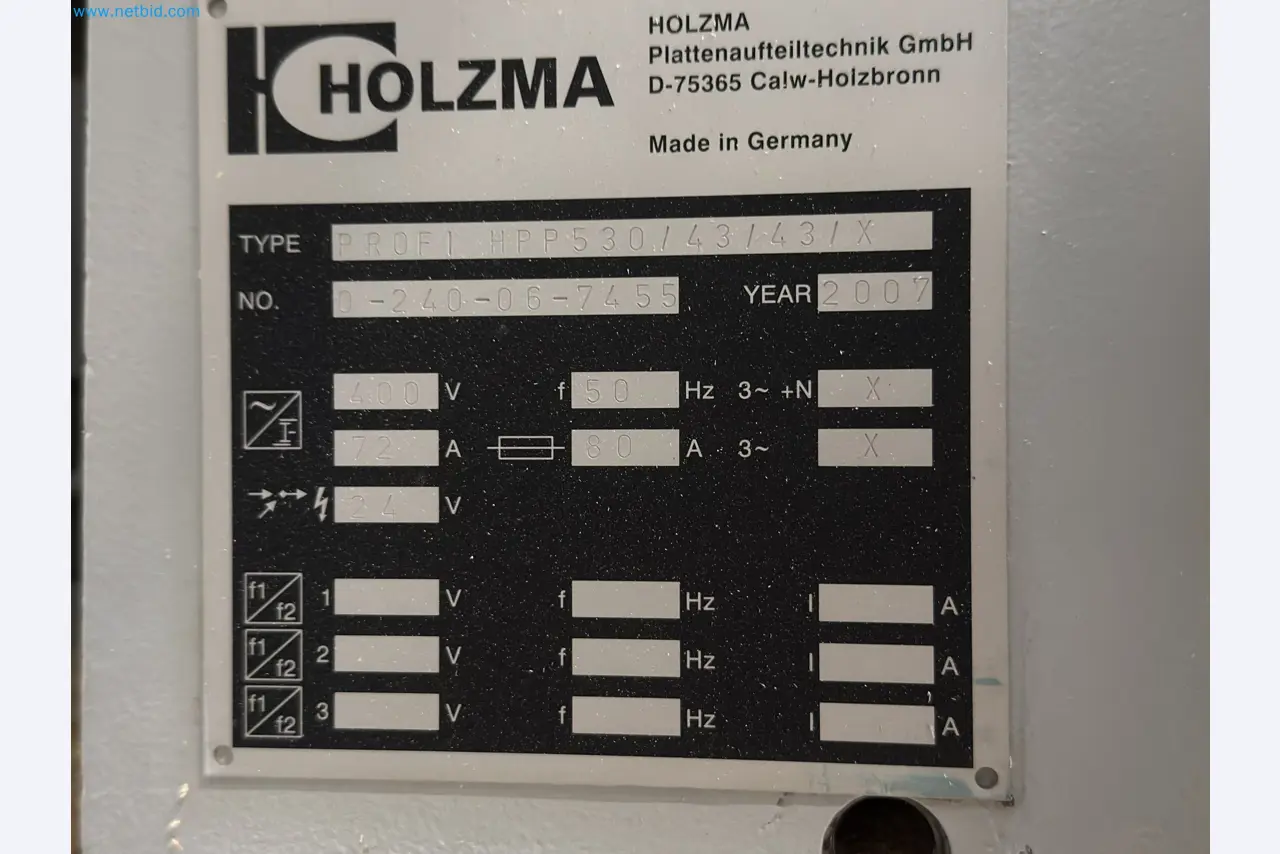 www.netbid.com
HOLZMA
HOLZMA
Plattenaufteiltechnik GmbH
D-75365 Calw-Holzbronn
Made in Germany
TYPE PROFI HPP530/43/43/X
NO. 0-240-06-7455 YEAR 2007
400 V f 50 Hz 3~ +N X
72 A 80 A 3~ X
24 V
f1 f2 1 V f Hz I A
f1 f2 2 V f Hz I A
f1 f2 3 V f Hz I A